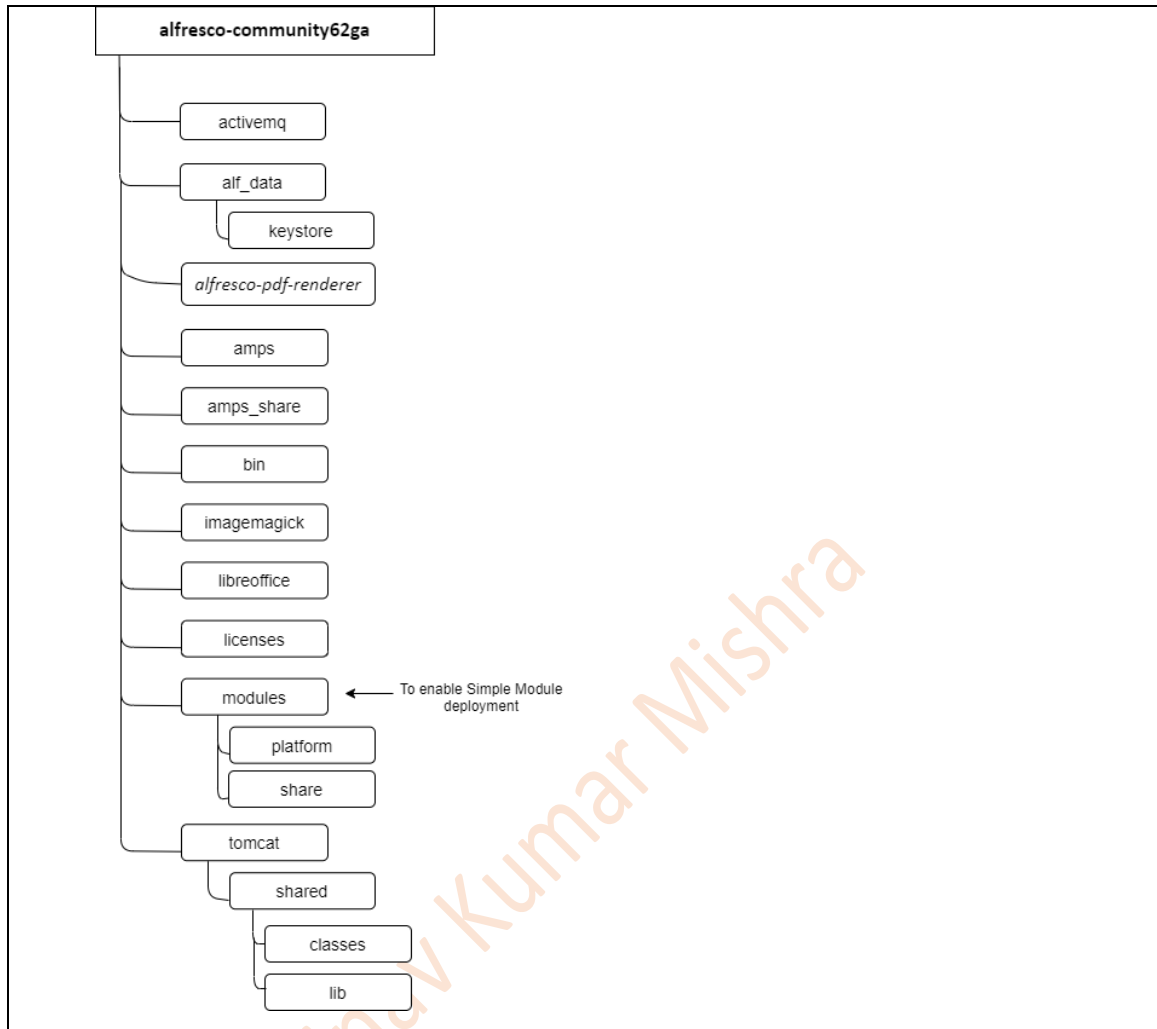 alfresco-community62ga
activemq
alf_data
keystore
alfresco-pdf-renderer
amps
amps_share
bin
imagemagick
libreoffice
licenses
modules
To enable Simple Module
deployment
platform
share
tomcat
shared
classes
lib
Kumar Mishra